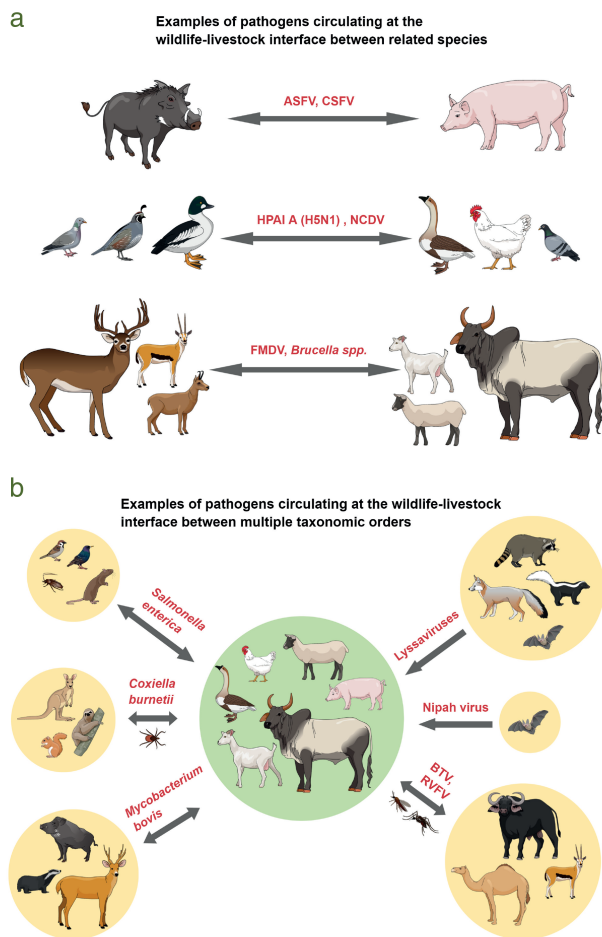 a
Examples of pathogens circulating at the
wildlife-livestock interface between related species
ASFV, CSFV
HPAI A (H5N1) , NCDV
FMDV, Brucella spp.
b
Examples of pathogens circulating at the wildlife-livestock
interface between multiple taxonomic orders
Salmonella
enterica
Lyssaviruses
Coxiella
burnetii
Nipah virus
BTV,
RVFV
Mycobacterium
bovis